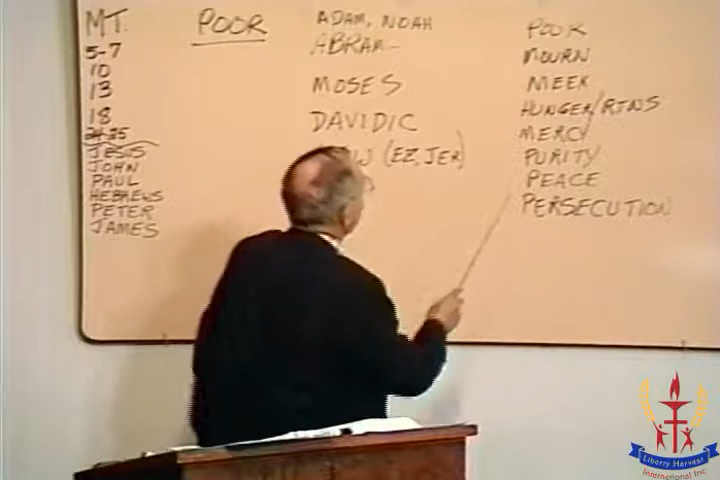 MT.
5-7
10
13
18
24-25
JESUS
JOHN
PAUL
HEBREWS
PETER
JAMES
POOR
ADAM, NOAH
ABRAM-
MOSES
DAVIDIC
(EZ, JER)
POOR
MOURN
MEEK
HUNGER/RTNS
MERCY
PURITY
PEACE
PERSECUTION
Liberty Harvest
International Inc